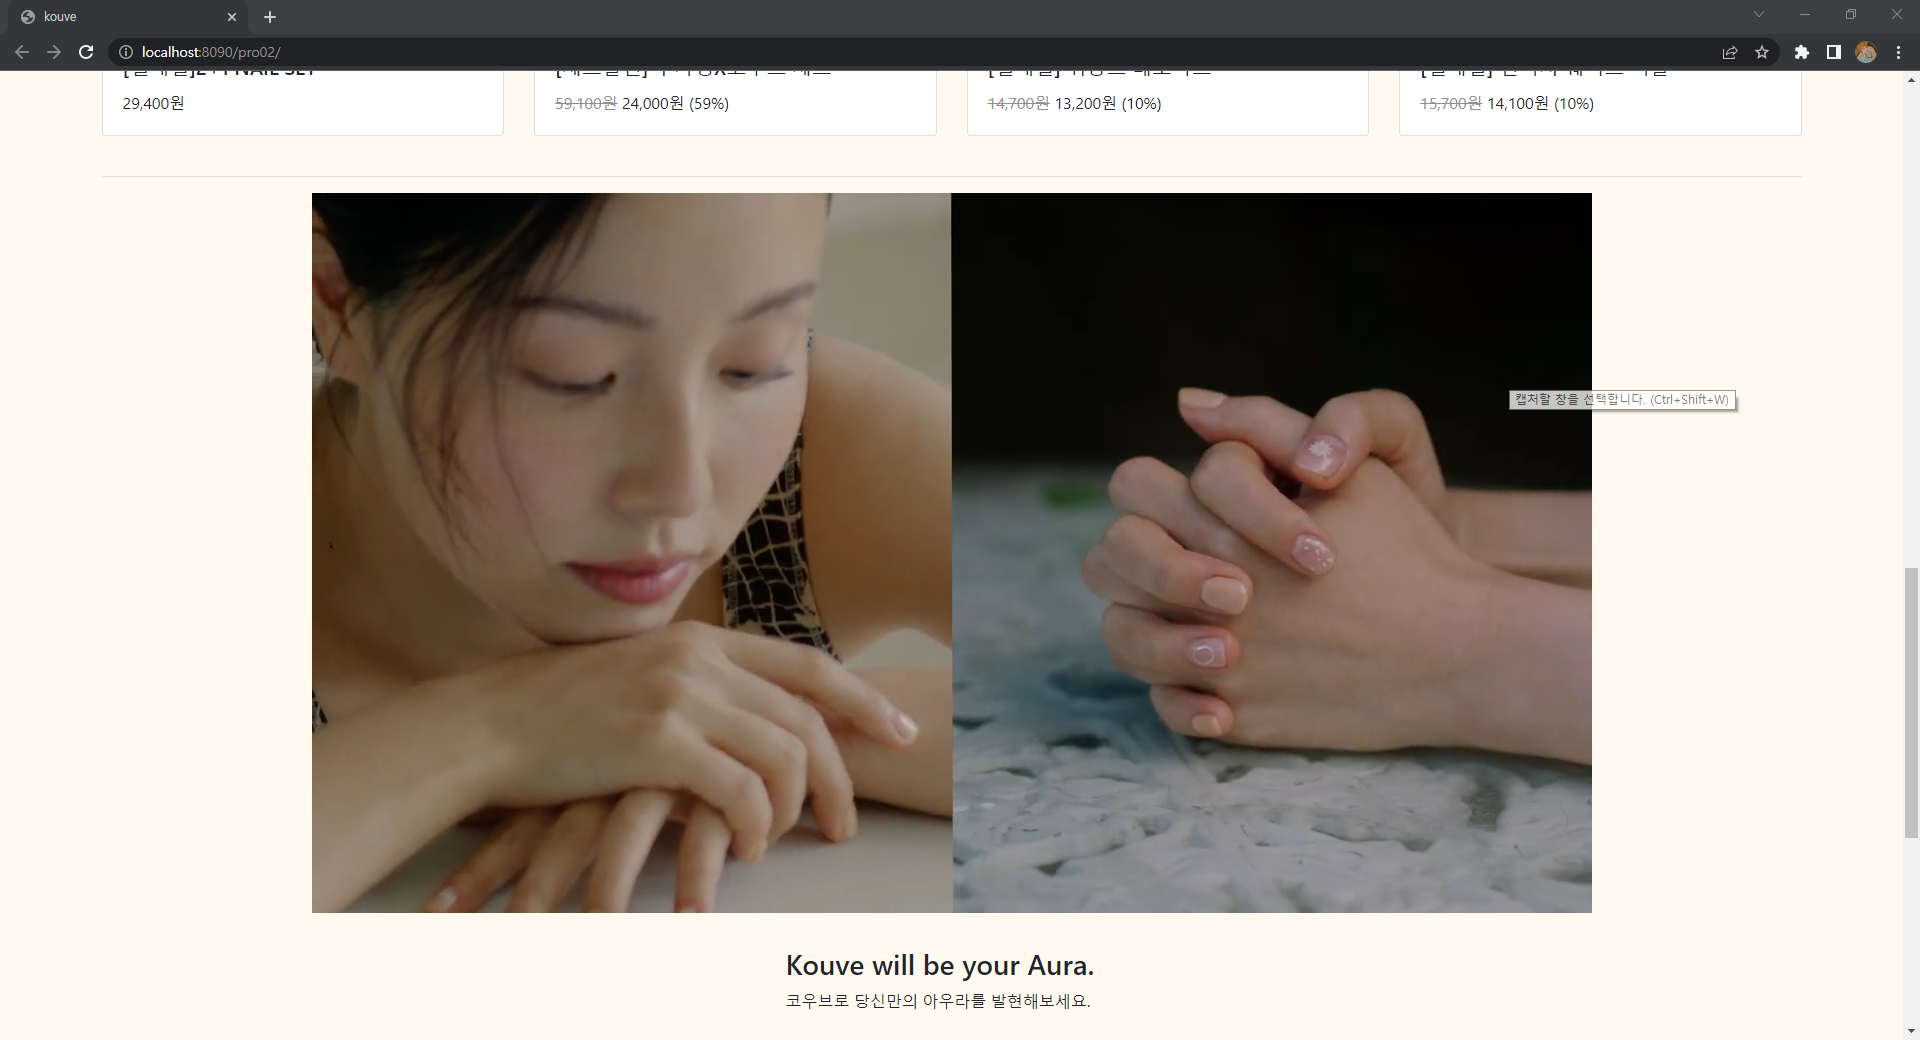 kouve
localhost:8090/pro02/
29,400원
59,100원 24,000원 (59%)
14,700원 13,200원 (10%)
15,700원 14,100원 (10%)
캡처할 창을 선택합니다. (Ctrl+Shift+W)
Kouve will be your Aura.
코우브로 당신만의 아우라를 발현해보세요.